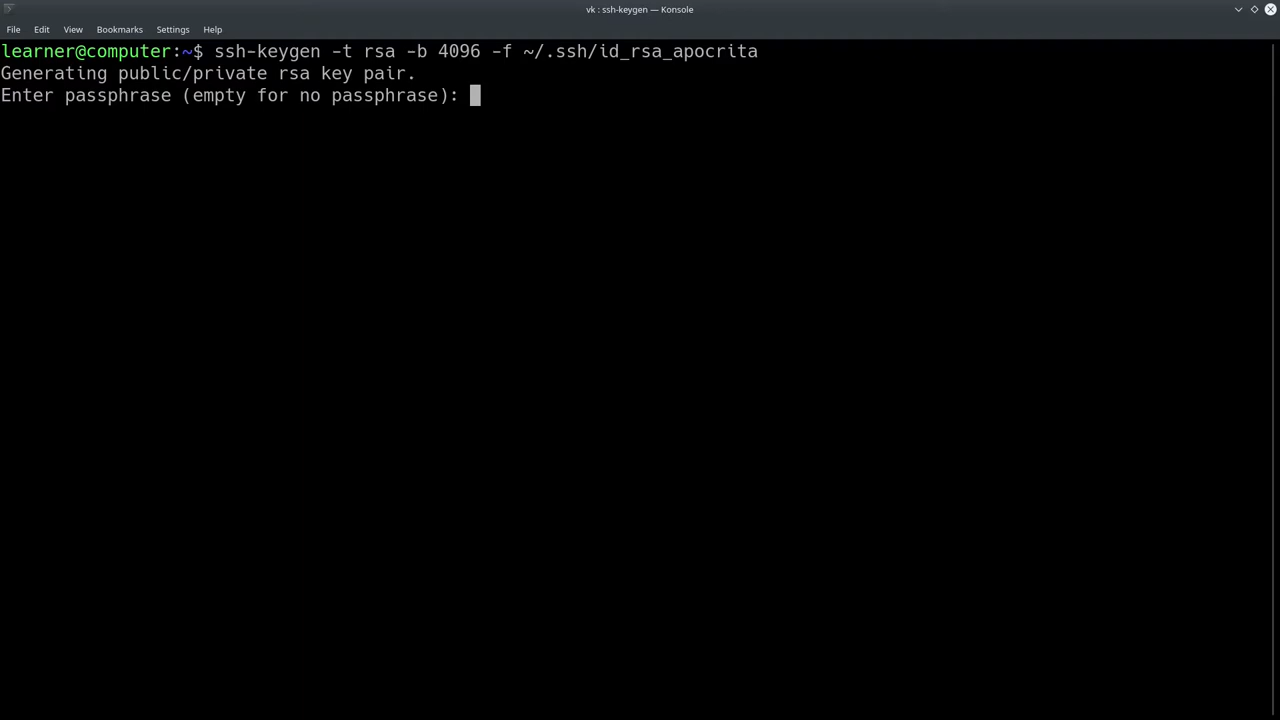 vk : ssh-keygen — Konsole
File Edit View Bookmarks Settings Help
learner@computer:~$ ssh-keygen -t rsa -b 4096 -f ~/.ssh/id_rsa_apocrita
Generating public/private rsa key pair.
Enter passphrase (empty for no passphrase):